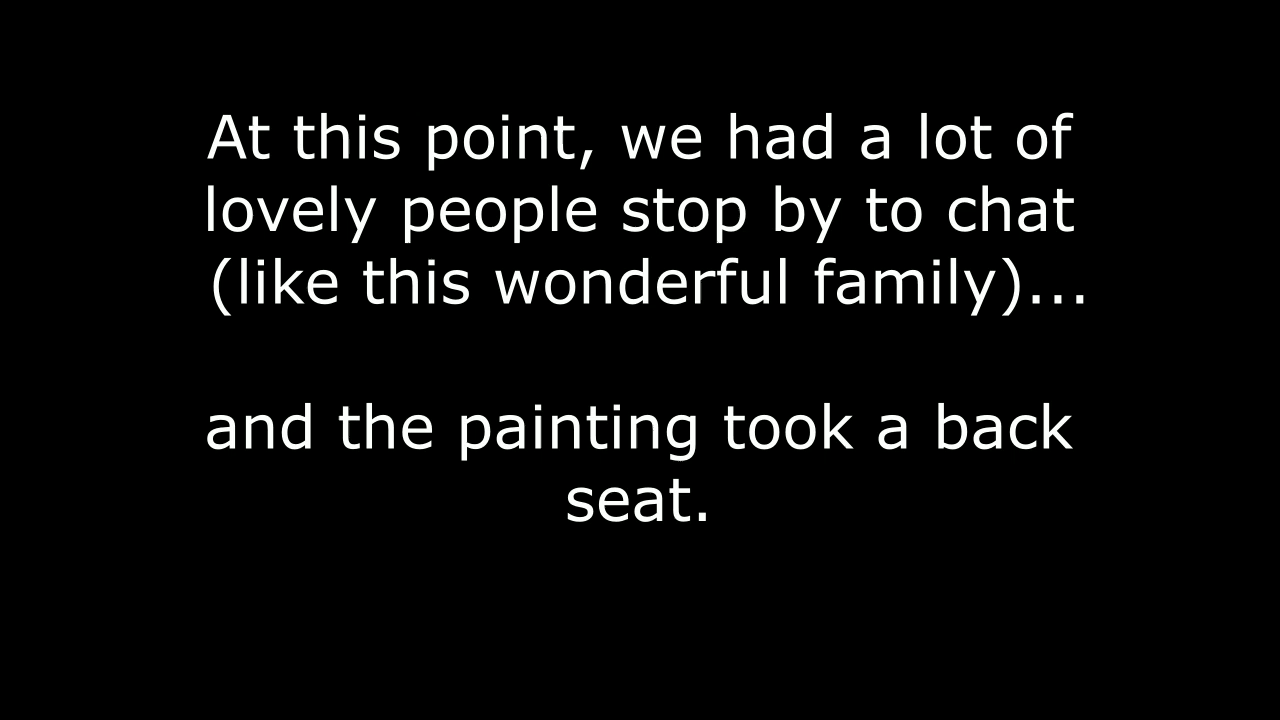 At this point, we had a lot of
lovely people stop by to chat
(like this wonderful family)...
and the painting took a back
seat.